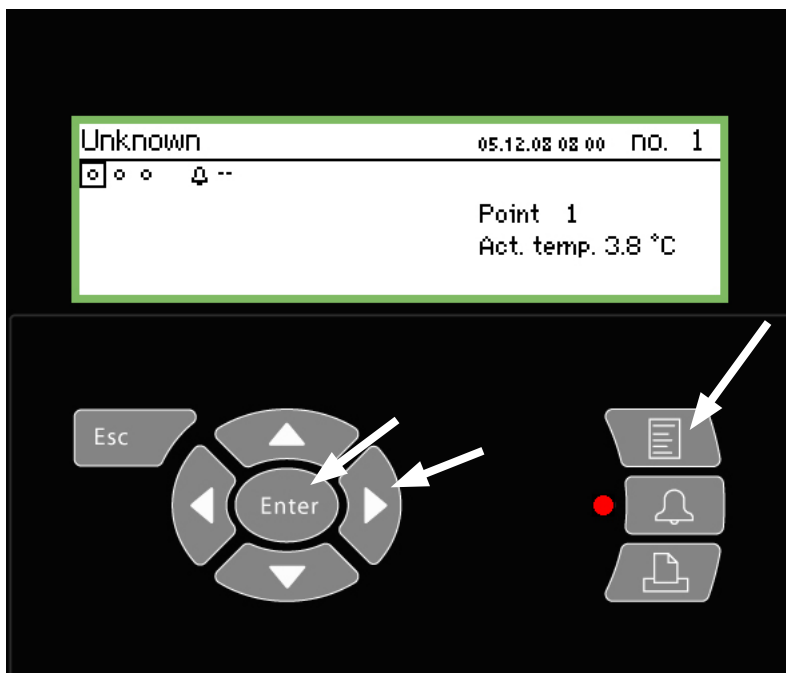 Unknown 05.12.08 08 00 no. 1
--
Point 1
Act. temp. 3.8 °C
Esc
Enter